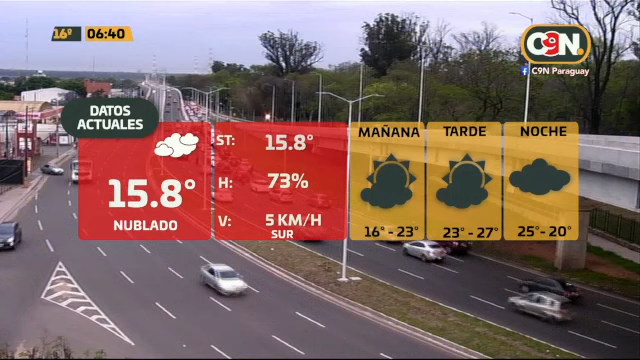 16° 06:40
C9N
C9N Paraguay
DATOS
ACTUALES
15.8°
NUBLADO
ST: 15.8°
H: 73%
V: 5 KM/H
SUR
MAÑANA
16° - 23°
TARDE
23° - 27°
NOCHE
25° - 20°